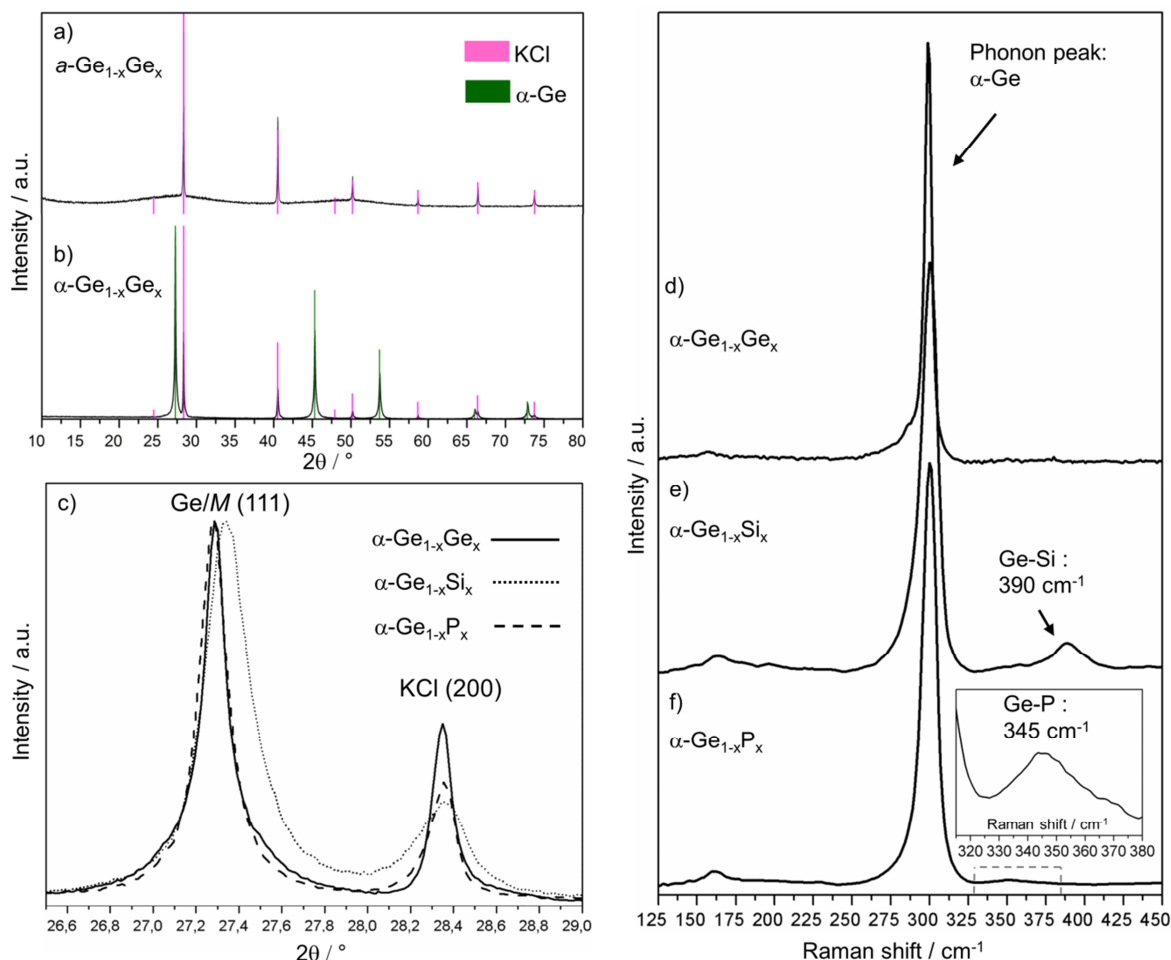 a)
a-Ge1-xGex
KCl
α-Ge
b)
α-Ge1-xGex
Intensity / a.u.
10 15 20 25 30 35 40 45 50 55 60 65 70 75 80
2θ / °
c)
Ge/M (111)
α-Ge1-xGex
α-Ge1-xSix
α-Ge1-xPx
KCl (200)
Intensity / a.u.
26,6 27,0 27,2 27,4 27,6 27,8 28,0 28,2 28,4 28,6 28,8 29,0
2θ / °
Phonon peak:
α-Ge
d)
α-Ge1-xGex
e)
α-Ge1-xSix
Ge-Si :
390 cm-1
f)
α-Ge1-xPx
Ge-P :
345 cm-1
320 330 340 350 360 370 380
Raman shift / cm-1
Intensity / a.u.
125 150 175 200 225 250 275 300 325 350 375 400 425 450
Raman shift / cm-1